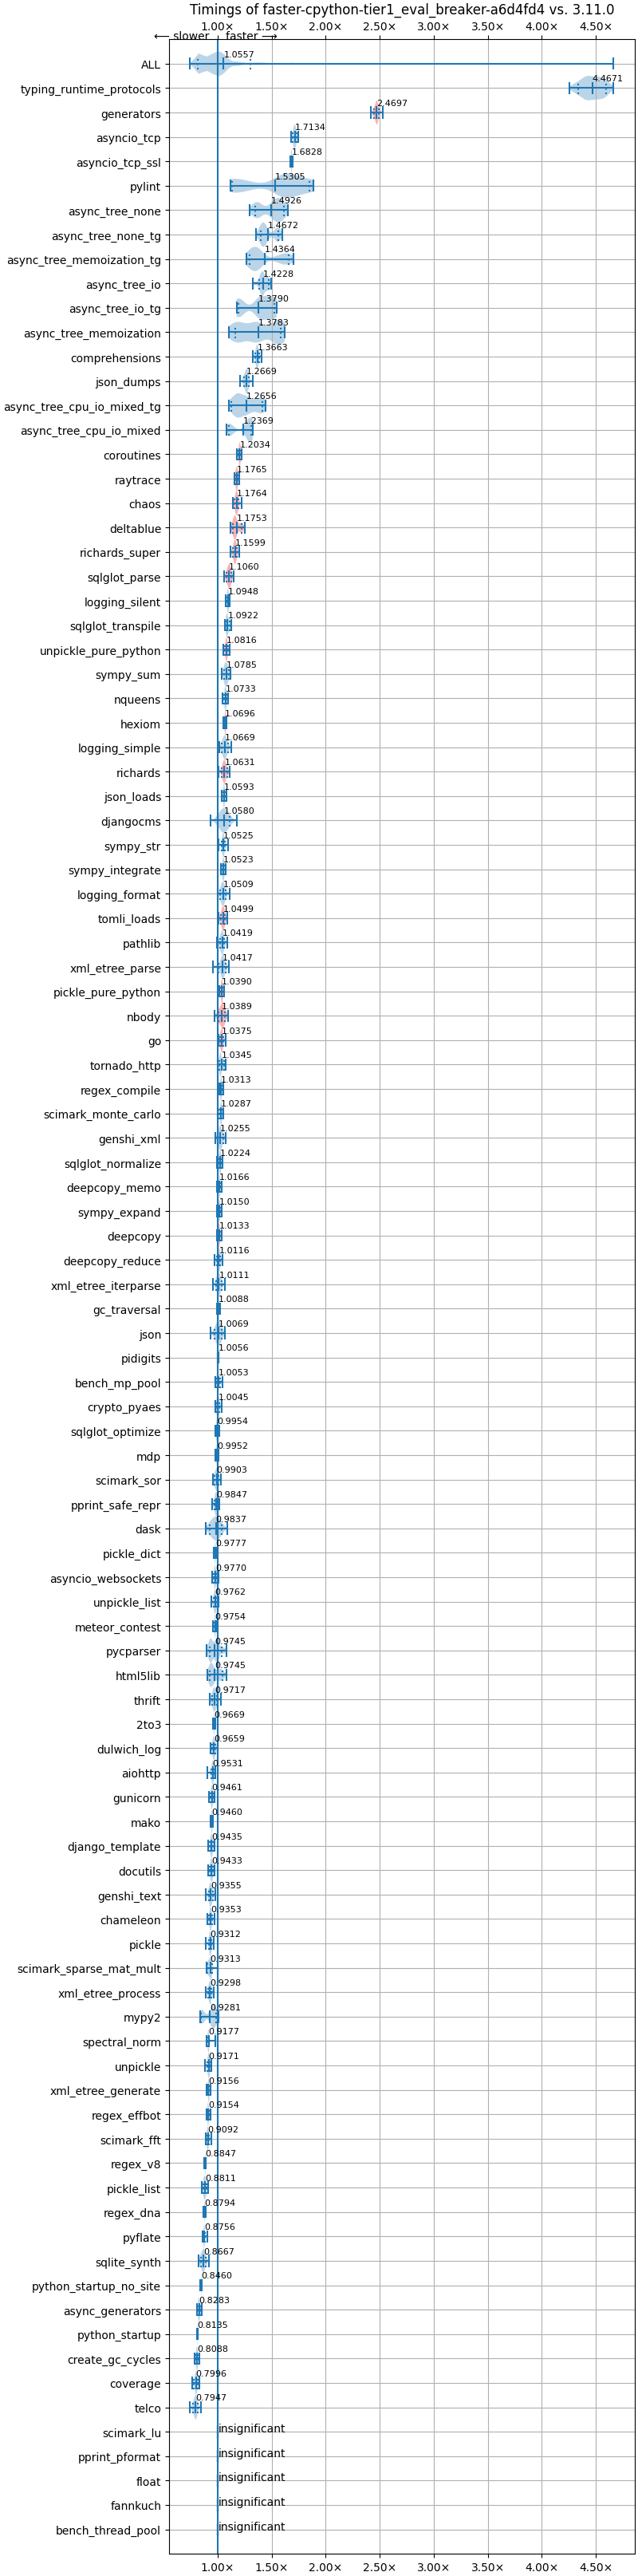 Timings of faster-cpython-tier1_eval_breaker-a6d4fd4 vs. 3.11.0
1.00× 1.50× 2.00× 2.50× 3.00× 3.50× 4.00× 4.50×
⟵ slower faster ⟶
ALL 1.0557
typing_runtime_protocols 4.4671
generators 2.4697
asyncio_tcp 1.7134
asyncio_tcp_ssl 1.6828
pylint 1.5305
async_tree_none 1.4926
async_tree_none_tg 1.4672
async_tree_memoization_tg 1.4364
async_tree_io 1.4228
async_tree_io_tg 1.3790
async_tree_memoization 1.3783
comprehensions 1.3663
json_dumps 1.2669
async_tree_cpu_io_mixed_tg 1.2656
async_tree_cpu_io_mixed 1.2369
coroutines 1.2034
raytrace 1.1765
chaos 1.1764
deltablue 1.1753
richards_super 1.1599
sqlglot_parse 1.1060
logging_silent 1.0948
sqlglot_transpile 1.0922
unpickle_pure_python 1.0816
sympy_sum 1.0785
nqueens 1.0733
hexiom 1.0696
logging_simple 1.0669
richards 1.0631
json_loads 1.0593
djangocms 1.0580
sympy_str 1.0525
sympy_integrate 1.0523
logging_format 1.0509
tomli_loads 1.0499
pathlib 1.0419
xml_etree_parse 1.0417
pickle_pure_python 1.0390
nbody 1.0389
go 1.0375
tornado_http 1.0345
regex_compile 1.0313
scimark_monte_carlo 1.0287
genshi_xml 1.0255
sqlglot_normalize 1.0224
deepcopy_memo 1.0166
sympy_expand 1.0150
deepcopy 1.0133
deepcopy_reduce 1.0116
xml_etree_iterparse 1.0111
gc_traversal 1.0088
json 1.0069
pidigits 1.0056
bench_mp_pool 1.0053
crypto_pyaes 1.0045
sqlglot_optimize 0.9954
mdp 0.9952
scimark_sor 0.9903
pprint_safe_repr 0.9847
dask 0.9837
pickle_dict 0.9777
asyncio_websockets 0.9770
unpickle_list 0.9762
meteor_contest 0.9754
pycparser 0.9745
html5lib 0.9745
thrift 0.9717
2to3 0.9669
dulwich_log 0.9659
aiohttp 0.9531
gunicorn 0.9461
mako 0.9460
django_template 0.9435
docutils 0.9433
genshi_text 0.9355
chameleon 0.9353
pickle 0.9312
scimark_sparse_mat_mult 0.9313
xml_etree_process 0.9298
mypy2 0.9281
spectral_norm 0.9177
unpickle 0.9171
xml_etree_generate 0.9156
regex_effbot 0.9154
scimark_fft 0.9092
regex_v8 0.8847
pickle_list 0.8811
regex_dna 0.8794
pyflate 0.8756
sqlite_synth 0.8667
python_startup_no_site 0.8460
async_generators 0.8283
python_startup 0.8135
create_gc_cycles 0.8088
coverage 0.7996
telco 0.7947
scimark_lu insignificant
pprint_pformat insignificant
float insignificant
fannkuch insignificant
bench_thread_pool insignificant
1.00× 1.50× 2.00× 2.50× 3.00× 3.50× 4.00× 4.50×